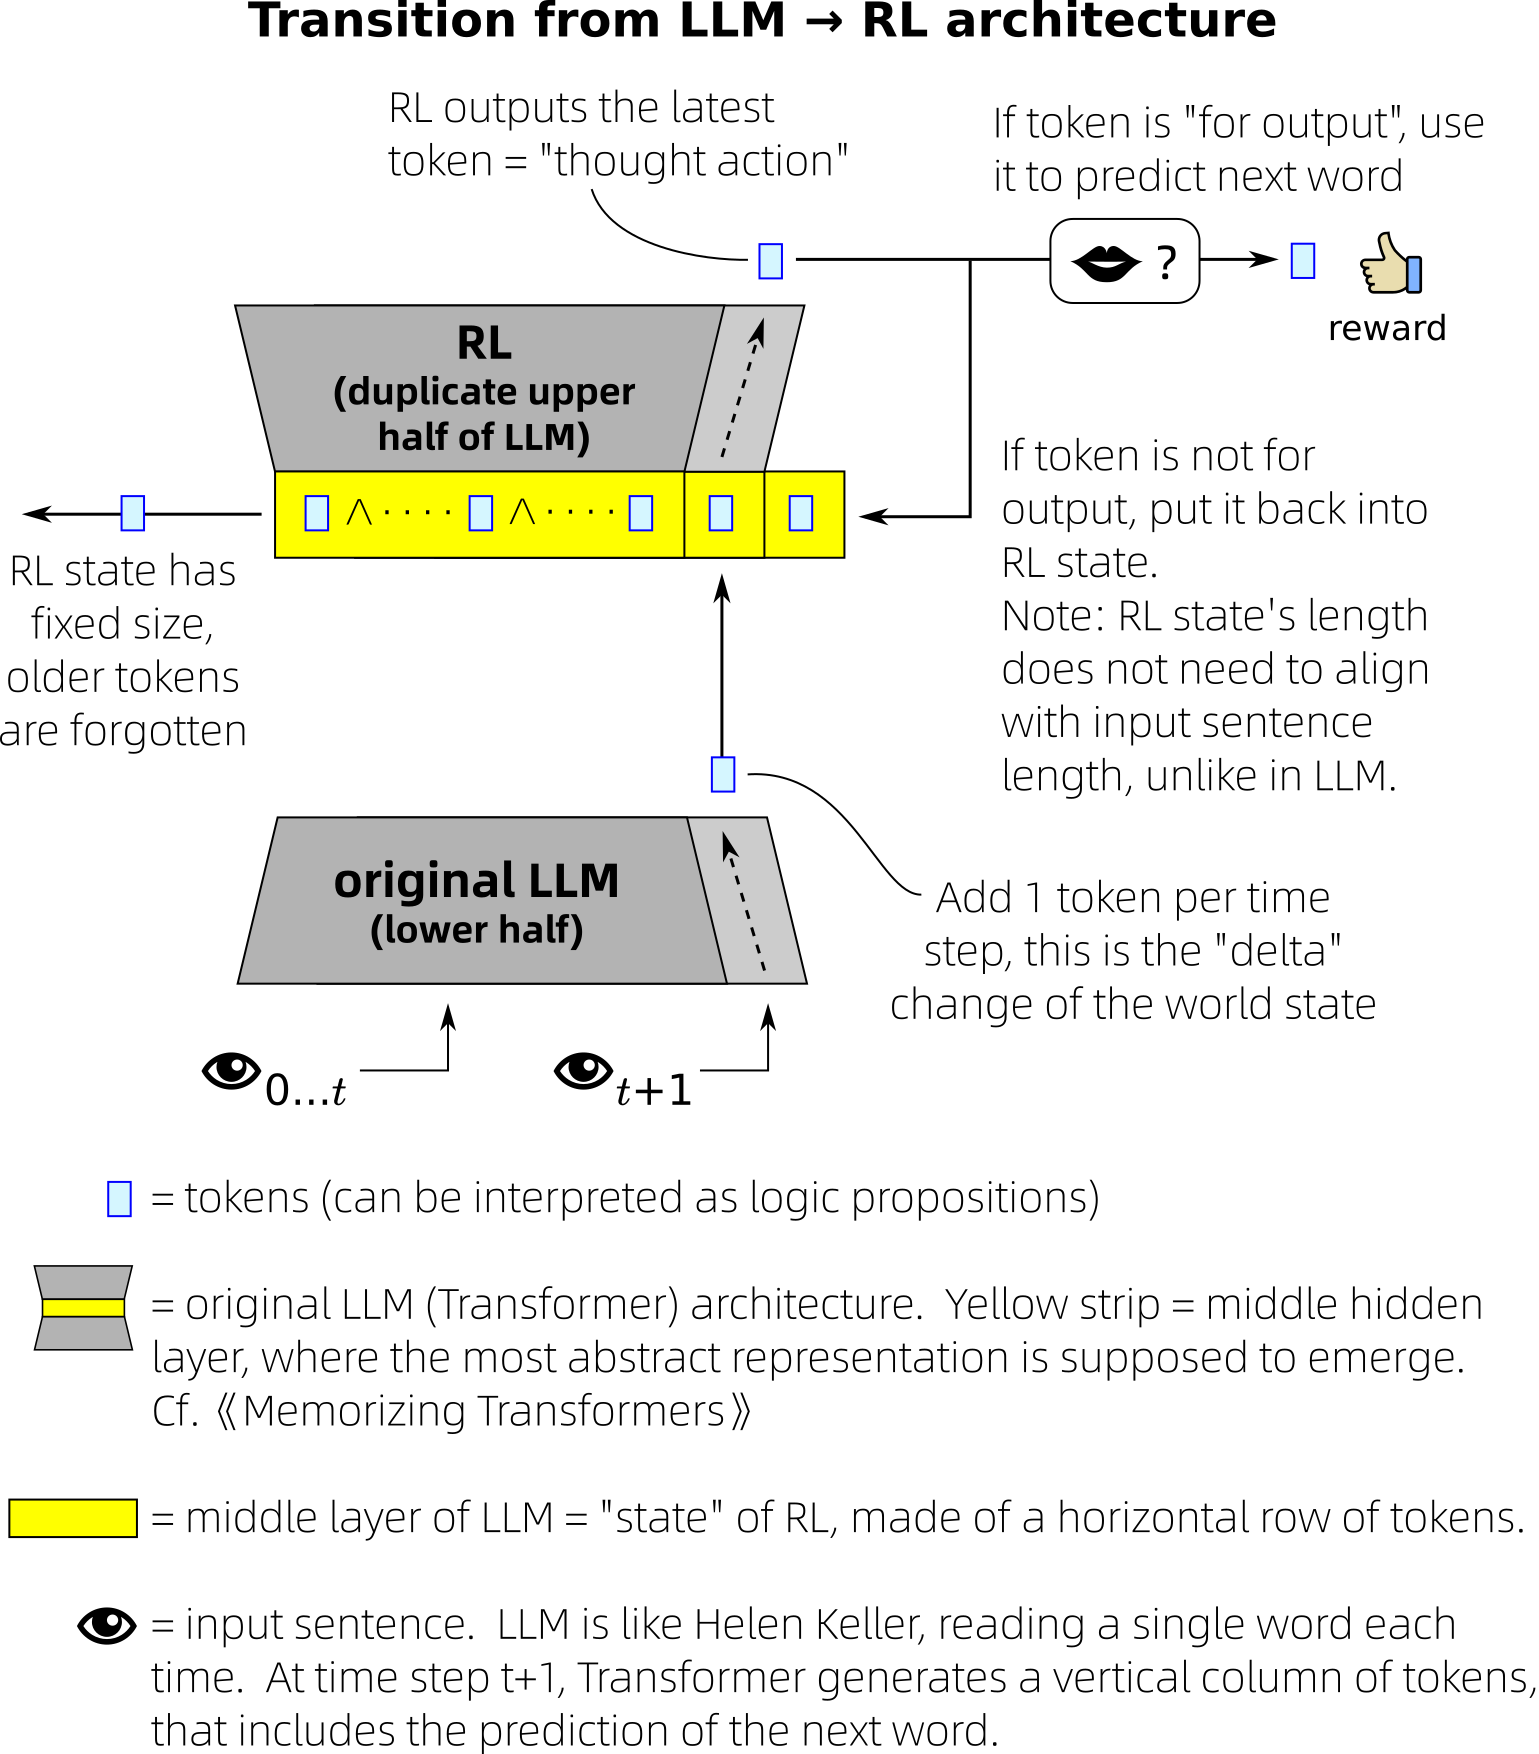 Transition from LLM → RL architecture
RL outputs the latest
token = "thought action"
If token is "for output", use
it to predict next word
?
reward
RL
(duplicate upper
half of LLM)
∧ · · · · ∧ · · · ·
RL state has
fixed size,
older tokens
are forgotten
If token is not for
output, put it back into
RL state.
Note: RL state's length
does not need to align
with input sentence
length, unlike in LLM.
original LLM
(lower half)
Add 1 token per time
step, this is the "delta"
change of the world state
0...t
t+1
= tokens (can be interpreted as logic propositions)
= original LLM (Transformer) architecture. Yellow strip = middle hidden
layer, where the most abstract representation is supposed to emerge.
Cf. 《Memorizing Transformers》
= middle layer of LLM = "state" of RL, made of a horizontal row of tokens.
= input sentence. LLM is like Helen Keller, reading a single word each
time. At time step t+1, Transformer generates a vertical column of tokens,
that includes the prediction of the next word.